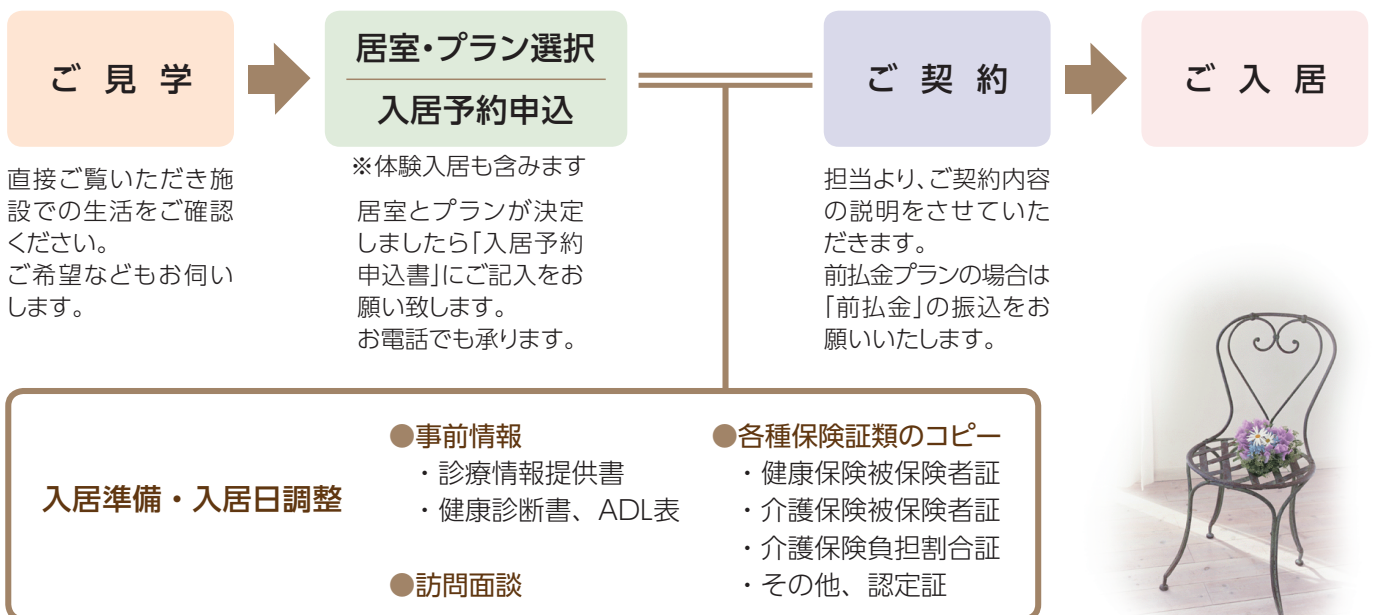 ご見学
直接ご覧いただき施
設での生活をご確認
ください。
ご希望などもお伺い
します。
居室・プラン選択
入居予約申込
※体験入居も含みます
居室とプランが決定
しましたら「入居予約
申込書」にご記入をお
願い致します。
お電話でも承ります。
ご契約
担当より、ご契約内容
の説明をさせていた
だきます。
前払金プランの場合は
「前払金」の振込をお
願いいたします。
ご入居
入居準備・入居日調整
●事前情報
・診療情報提供書
・健康診断書、ADL表
●訪問面談
●各種保険証類のコピー
・健康保険被保険者証
・介護保険被保険者証
・介護保険負担割合証
・その他、認定証